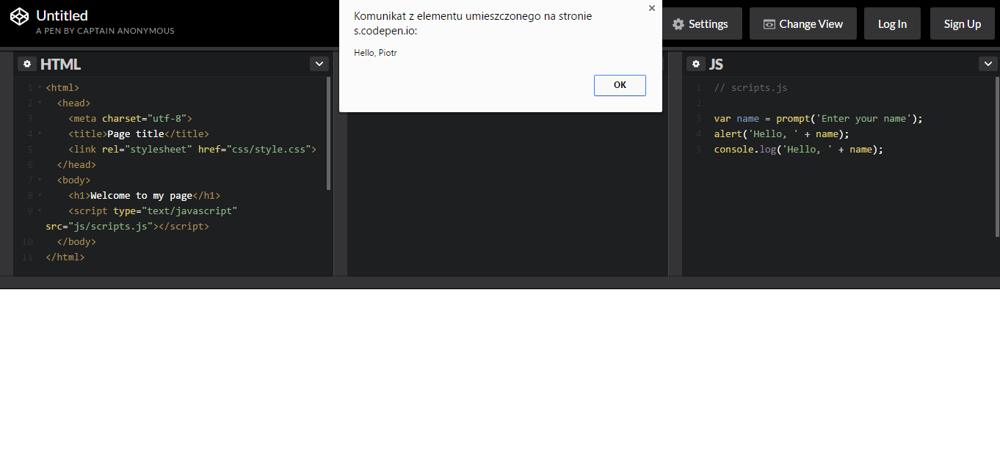 Untitled
A PEN BY CAPTAIN ANONYMOUS
Komunikat z elementu umieszczonego na stronie
s.codepen.io:
Hello, Piotr
OK
Settings
Change View
Log In
Sign Up
HTML
1 <html>
2 <head>
3 <meta charset="utf-8">
4 <title>Page title</title>
5 <link rel="stylesheet" href="css/style.css">
6 </head>
7 <body>
8 <h1>Welcome to my page</h1>
9 <script type="text/javascript"
src="js/scripts.js"></script>
10 </body>
11 </html>
JS
1 // scripts.js
2
3 var name = prompt('Enter your name');
4 alert('Hello, ' + name);
5 console.log('Hello, ' + name);